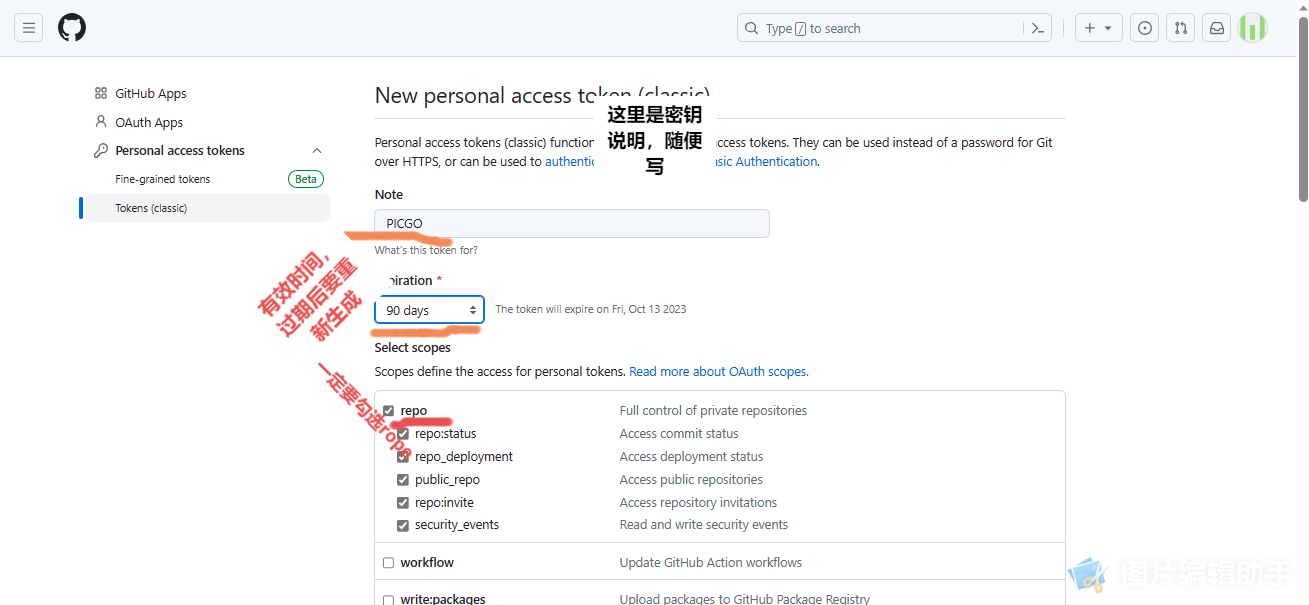 Type / to search
GitHub Apps
OAuth Apps
Personal access tokens
Fine-grained tokens
Beta
Tokens (classic)
New personal access token (classic)
这里是密钥
说明，随便
写
Personal access tokens (classic) function access tokens. They can be used instead of a password for Git
over HTTPS, or can be used to Authentication.
Note
PICGO
What's this token for?
有效时间，
过期后要重
新生成
piration *
90 days
The token will expire on Fri, Oct 13 2023
Select scopes
Scopes define the access for personal tokens. Read more about OAuth scopes.
一定要勾选rope
repo
Full control of private repositories
repo:status
Access commit status
repo_deployment
Access deployment status
public_repo
Access public repositories
repo:invite
Access repository invitations
security_events
Read and write security events
workflow
Update GitHub Action workflows
write:packages
Upload packages to GitHub Package Registry
图片编辑助手